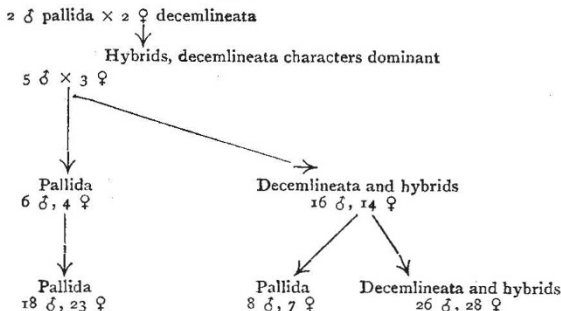 2 ♂ pallida × 2 ♀ decemlineata
Hybrids, decemlineata characters dominant
5 ♂ × 3 ♀
Pallida Decemlineata and hybrids
6 ♂, 4 ♀ 16 ♂, 14 ♀
Pallida Pallida Decemlineata and hybrids
18 ♂, 23 ♀ 8 ♂, 7 ♀ 26 ♂, 28 ♀